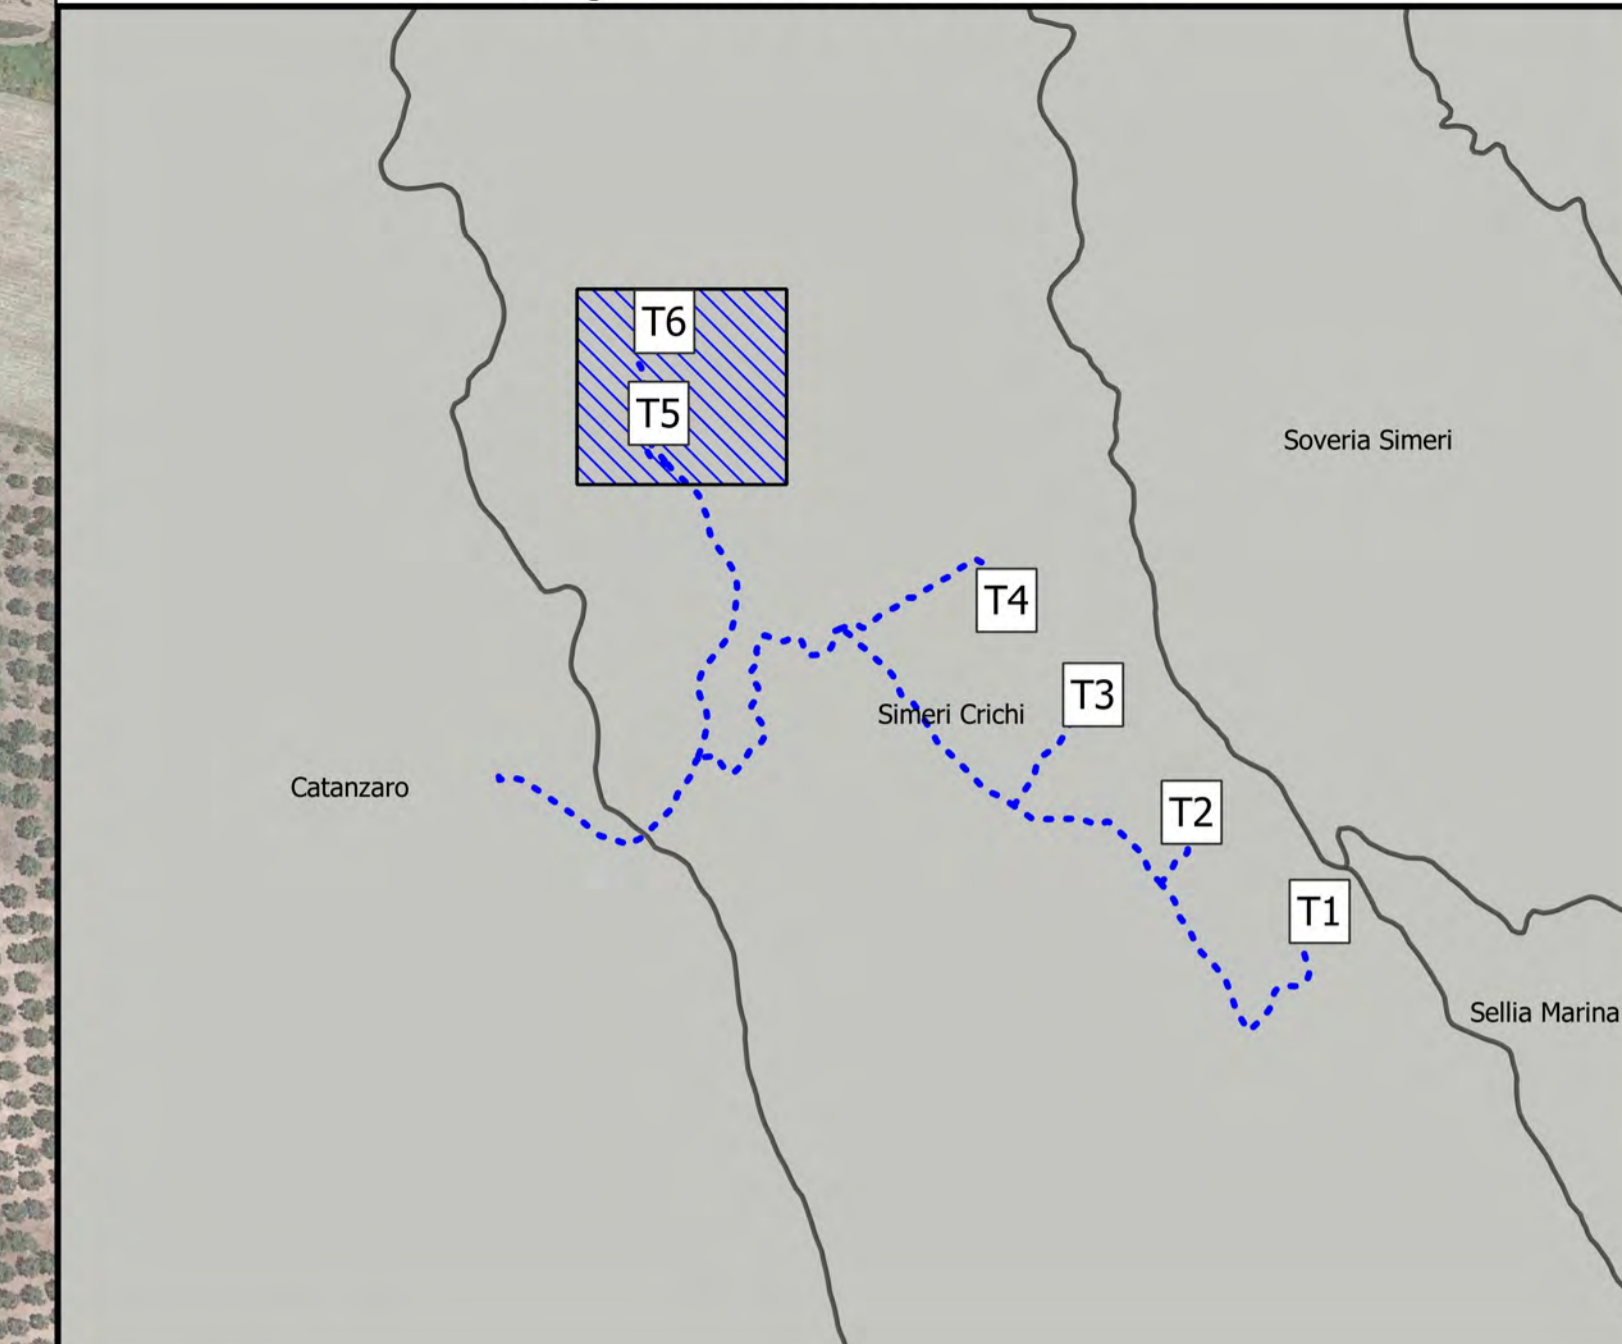 T6
T5
Soveria Simeri
T4
T3
Simeri Crichi
Catanzaro
T2
T1
Sellia Marina